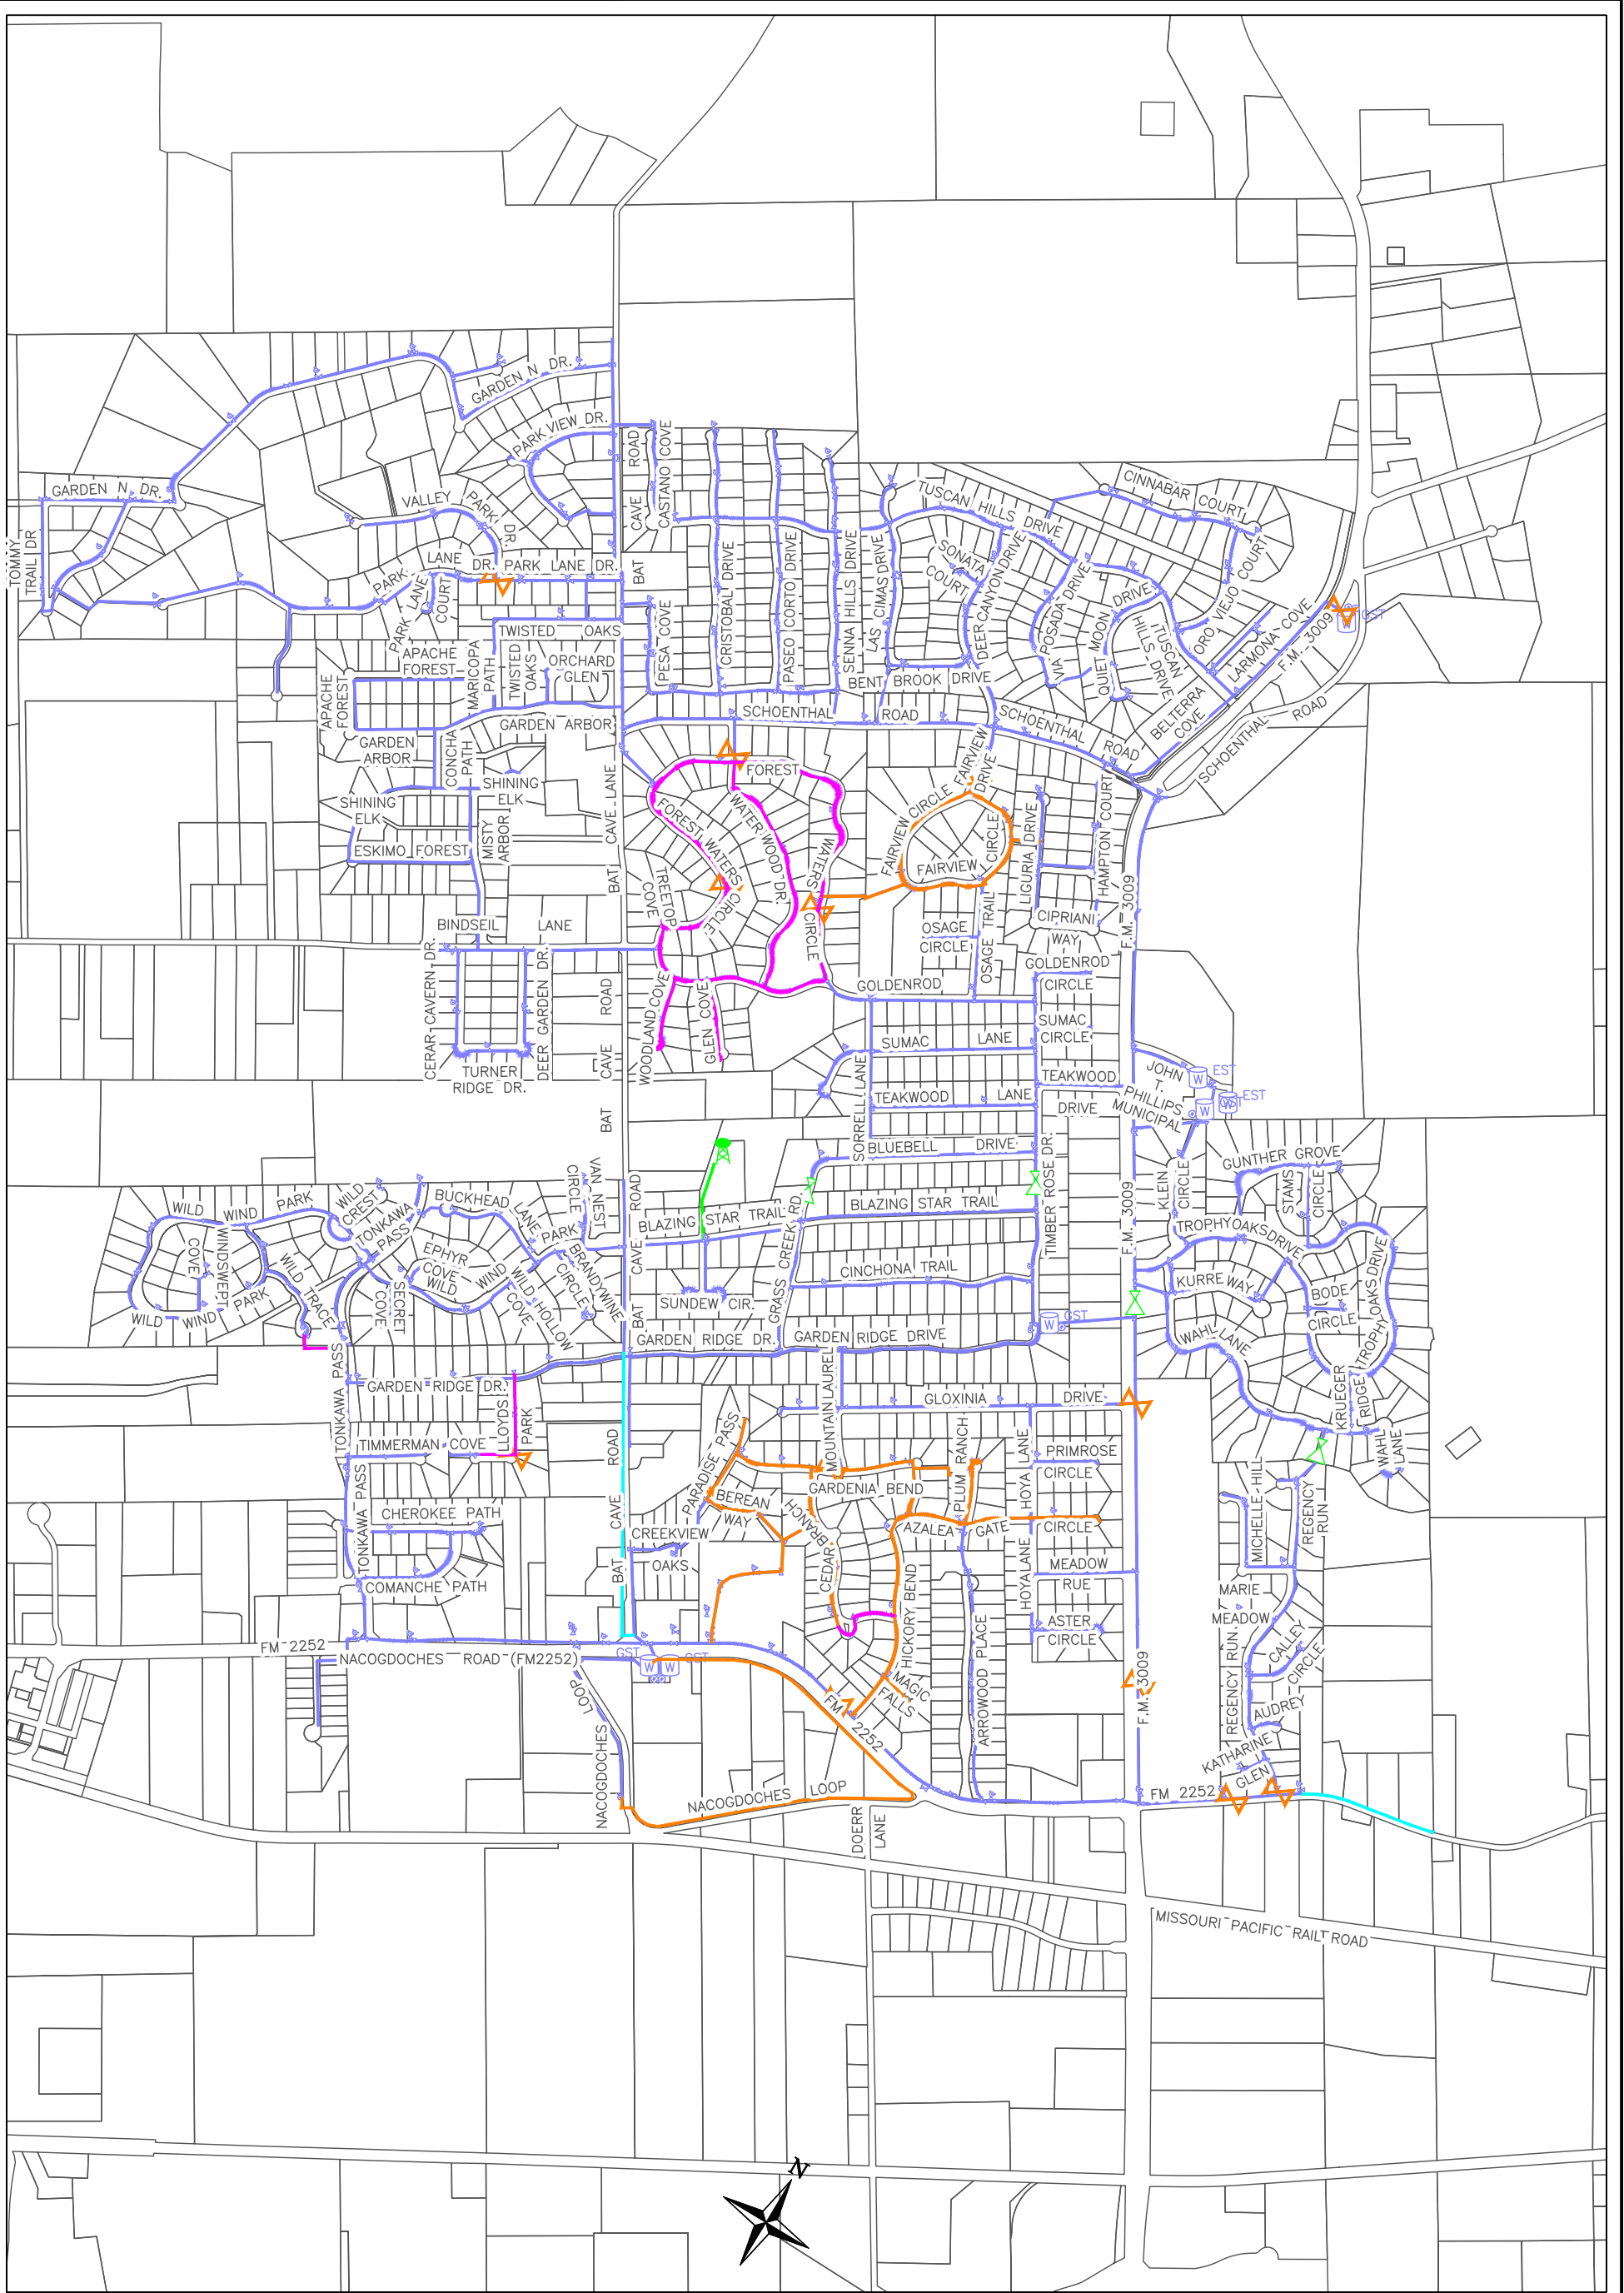 GARDEN N DR.
PARK VIEW DR.
GARDEN N DR.
VALLEY PARK DR.
TOMMY
TRAIL DR
LANE DR.
PARK LANE DR.
PARK
PARK LANE
COURT
CAVE
ROAD
BAT
CASTANO COVE
CRISTOBAL DRIVE
PASEO CORTO DRIVE
SENNA HILLS DRIVE
LAS CIMAS DRIVE
TUSCAN HILLS DRIVE
CINNABAR COURT
SONATA
COURT
DEER CANYON DRIVE
VIA POSADA DRIVE
QUIET MOON DRIVE
TUSCAN
HILLS DRIVE
ORO VIEJO COURT
LARMONA COVE
F.M. 3009
GST
BELTERRA
COVE
SCHOENTHAL ROAD
TWISTED OAKS
APACHE
FOREST
MARICOPA
PATH
TWISTED
OAKS
ORCHARD
GLEN
PESA COVE
BENT BROOK DRIVE
APACHE
FOREST
GARDEN ARBOR
GARDEN
ARBOR
CONCHA
PATH
SCHOENTHAL ROAD
SCHOENTHAL ROAD
SHINING
ELK
SHINING
ELK
MISTY
ARBOR
ESKIMO FOREST
BAT CAVE LANE
FOREST
FOREST WATERS CIRCLE
WATER WOOD DR.
WATERS
CIRCLE
TREETOP
COVE
FAIRVIEW
DRIVE
FAIRVIEW CIRCLE
FAIRVIEW
CIRCLE
LIGURIA DRIVE
HAMPTON COURT
CIPRIANI
WAY
F.M. 3009
OSAGE
CIRCLE
OSAGE TRAIL
BINDSEIL LANE
CERAR CAVERN DR.
DEER GARDEN DR.
TURNER
RIDGE DR.
BAT CAVE ROAD
WOODLAND COVE
GLEN COVE
GOLDENROD
GOLDENROD
CIRCLE
SUMAC LANE
SUMAC
CIRCLE
TEAKWOOD LANE
TEAKWOOD
DRIVE
SORRELL LANE
BLUEBELL DRIVE
JOHN
T.
PHILLIPS
MUNICIPAL
W
EST
W
W
EST
BLAZING STAR TRAIL
BLAZING STAR TRAIL
TIMBER ROSE DR.
F.M. 3009
KLEIN
CIRCLE
GUNTHER GROVE
STAMS
CIRCLE
TROPHY OAKS DRIVE
KURRE WAY
BODE
CIRCLE
TROPHY OAKS DRIVE
WAHL LANE
KRUEGER
RIDGE
WAHL
LANE
WILD WIND PARK
WILD
CREST
TONKAWA
PASS
BUCKHEAD LANE
VAN NEST
CIRCLE
PARK
WINDSWEPT
COVE
WILD WIND PARK
WILD TRACE
EPHYR
COVE
WILD WIND
SECRET
COVE
WILD HOLLOW
COVE
BRANDYWINE
CIRCLE
BAT CAVE ROAD
SUNDEW CIR.
GRASS CREEK RD.
CINCHONA TRAIL
W
GST
GARDEN RIDGE DR.
GARDEN RIDGE DRIVE
TONKAWA PASS
GARDEN RIDGE DR.
LLOYDS
PARK
TIMMERMAN COVE
TONKAWA PASS
CHEROKEE PATH
COMANCHE PATH
BAT CAVE ROAD
PARADISE PASS
MOUNTAIN LAUREL
GLOXINIA DRIVE
PLUM RANCH
HOYA LANE
PRIMROSE
CIRCLE
GARDENIA BEND
BEREAN
WAY
CREEKVIEW
OAKS
CEDAR BRANCH
AZALEA GATE
CIRCLE
HICKORY BEND
HOYA LANE
MEADOW
RUE
ASTER
CIRCLE
ARROWOOD PLACE
MICHELLE HILL
REGENCY
RUN
MARIE
MEADOW
CALLEY
CIRCLE
REGENCY RUN
AUDREY
KATHARINE
GLEN
FM 2252
NACOGDOCHES ROAD (FM2252)
GST
W
W
GST
LOOP
NACOGDOCHES
NACOGDOCHES LOOP
FM 2252
MAGIC
FALLS
F.M. 3009
FM 2252
DOERR
LANE
MISSOURI PACIFIC RAILROAD
N